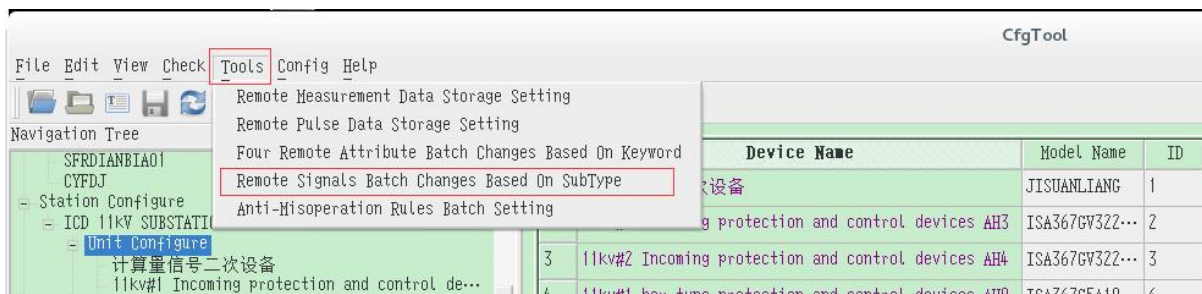 CfgTool
File Edit View Check Tools Config Help
Remote Measurement Data Storage Setting
Remote Pulse Data Storage Setting
Four Remote Attribute Batch Changes Based On Keyword
Remote Signals Batch Changes Based On SubType
Anti-Misoperation Rules Batch Setting
Navigation Tree
SFRDIANBIAO1
CYFDJ
Station Configure
ICD 11KV SUBSTATI
Unit Configure
计算量信号二次设备
11kv#1 Incoming protection and control de···
Device Name Model Name ID
设备 JISUANLIANG 1
g protection and control devices AH3 ISA367GV322··· 2
3 11kv#2 Incoming protection and control devices AH4 ISA367GV322··· 3